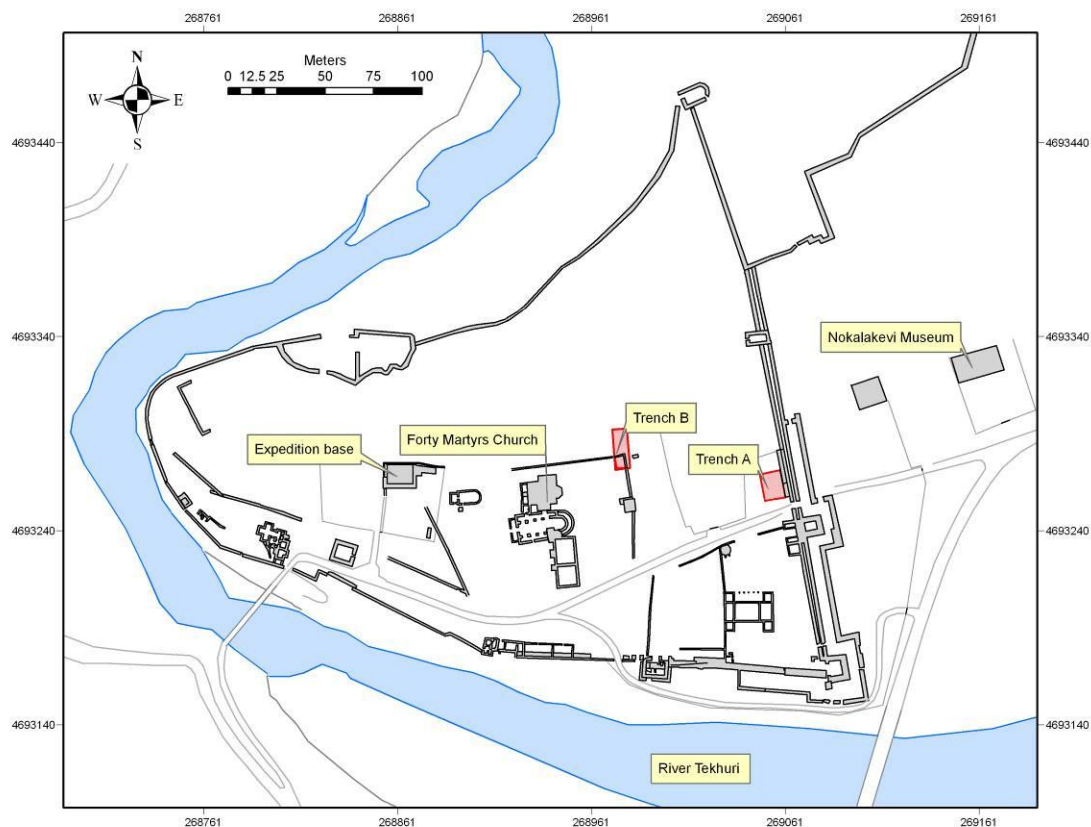 268761 268861 268961 269061 269161
N
W E
S
Meters
0 12.5 25 50 75 100
4693440 4693440
4693340 4693340
Nokalakevi Museum
Trench B
Forty Martyrs Church
Expedition base
Trench A
4693240 4693240
4693140 4693140
River Tekhuri
268761 268861 268961 269061 269161